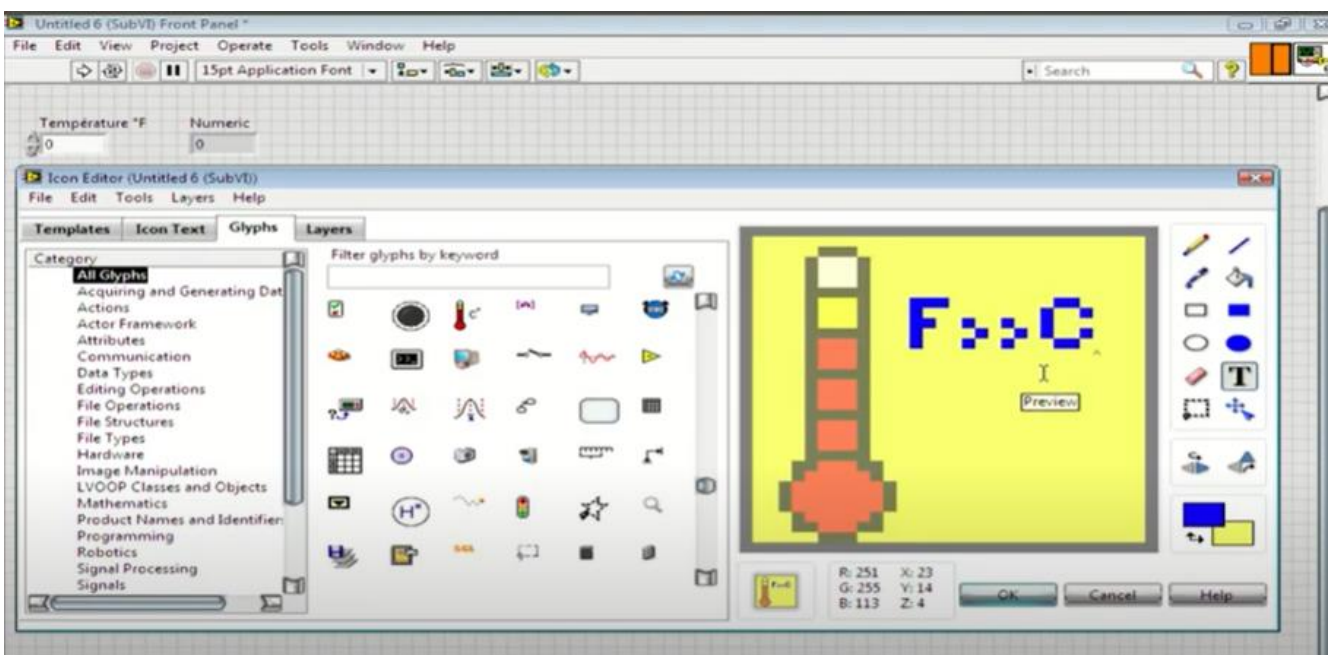 Untitled 6 (SubVI) Front Panel *
File Edit View Project Operate Tools Window Help
15pt Application Font
Search
Température °F Numeric
0 0
Icon Editor (Untitled 6 (SubVI))
File Edit Tools Layers Help
Templates Icon Text Glyphs Layers
Category
All Glyphs
Acquiring and Generating Dat
Actions
Actor Framework
Attributes
Communication
Data Types
Editing Operations
File Operations
File Structures
File Types
Hardware
Image Manipulation
LVOOP Classes and Objects
Mathematics
Product Names and Identifier
Programming
Robotics
Signal Processing
Signals
Filter glyphs by keyword
F>>C
Preview
T
R: 251 X: 23
G: 255 Y: 14
B: 113 Z: 4
OK Cancel Help